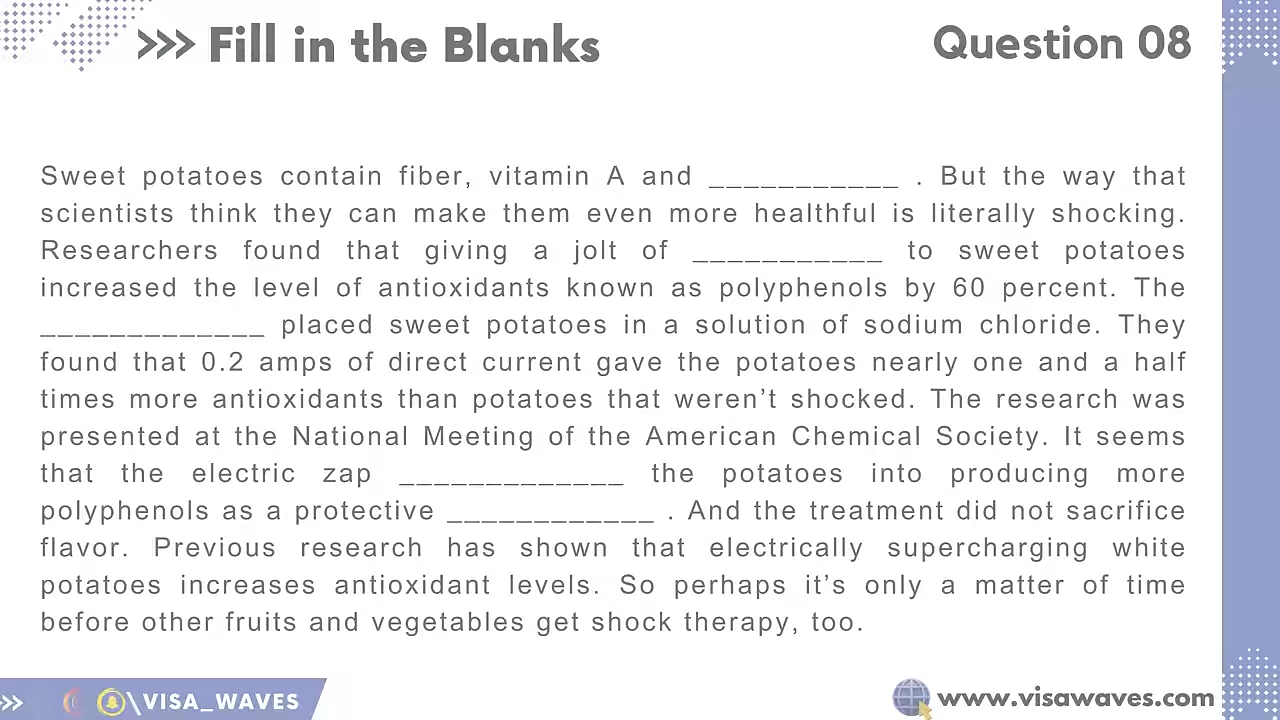 >>> Fill in the Blanks
Question 08
Sweet potatoes contain fiber, vitamin A and ___________ . But the way that
scientists think they can make them even more healthful is literally shocking.
Researchers found that giving a jolt of ___________ to sweet potatoes
increased the level of antioxidants known as polyphenols by 60 percent. The
_____________ placed sweet potatoes in a solution of sodium chloride. They
found that 0.2 amps of direct current gave the potatoes nearly one and a half
times more antioxidants than potatoes that weren’t shocked. The research was
presented at the National Meeting of the American Chemical Society. It seems
that the electric zap _____________ the potatoes into producing more
polyphenols as a protective ____________ . And the treatment did not sacrifice
flavor. Previous research has shown that electrically supercharging white
potatoes increases antioxidant levels. So perhaps it’s only a matter of time
before other fruits and vegetables get shock therapy, too.
\VISA_WAVES
www.visawaves.com